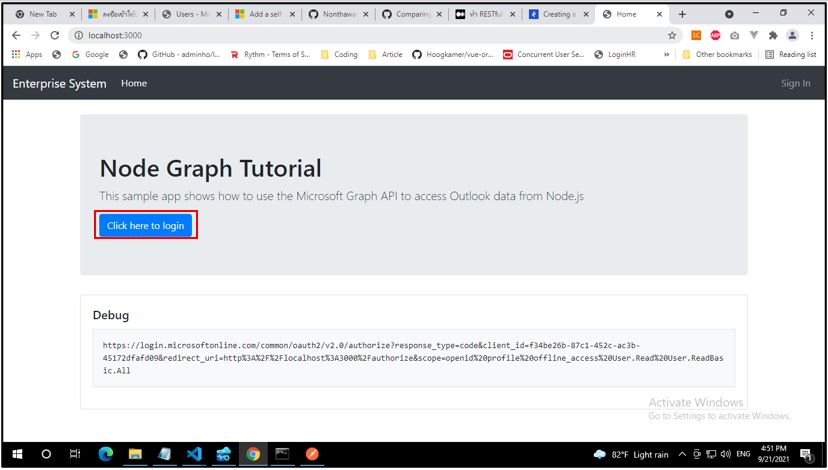 New Tab
ลงชื่อเข้าใช้
Users - Mi
Add a self
Nonthawa
Comparing
ทำ RESTful
Creating a
Home
localhost:3000
Apps
Google
GitHub - adminho/l...
Rythm - Terms of S...
Coding
Article
Hoogkamer/vue-or...
Concurrent User Se...
LoginHR
»
Other bookmarks
Reading list
Enterprise System
Home
Sign In
Node Graph Tutorial
This sample app shows how to use the Microsoft Graph API to access Outlook data from Node.js
Click here to login
Debug
https://login.microsoftonline.com/common/oauth2/v2.0/authorize?response_type=code&client_id=f34be26b-87c1-452c-ac3b-
45172dfafd09&redirect_uri=http%3A%2F%2Flocalhost%3A3000%2Fauthorize&scope=openid%20profile%20offline_access%20User.Read%20User.ReadBas
ic.All
Activate Windows
Go to Settings to activate Windows.
82°F Light rain
ENG
4:51 PM
9/21/2021